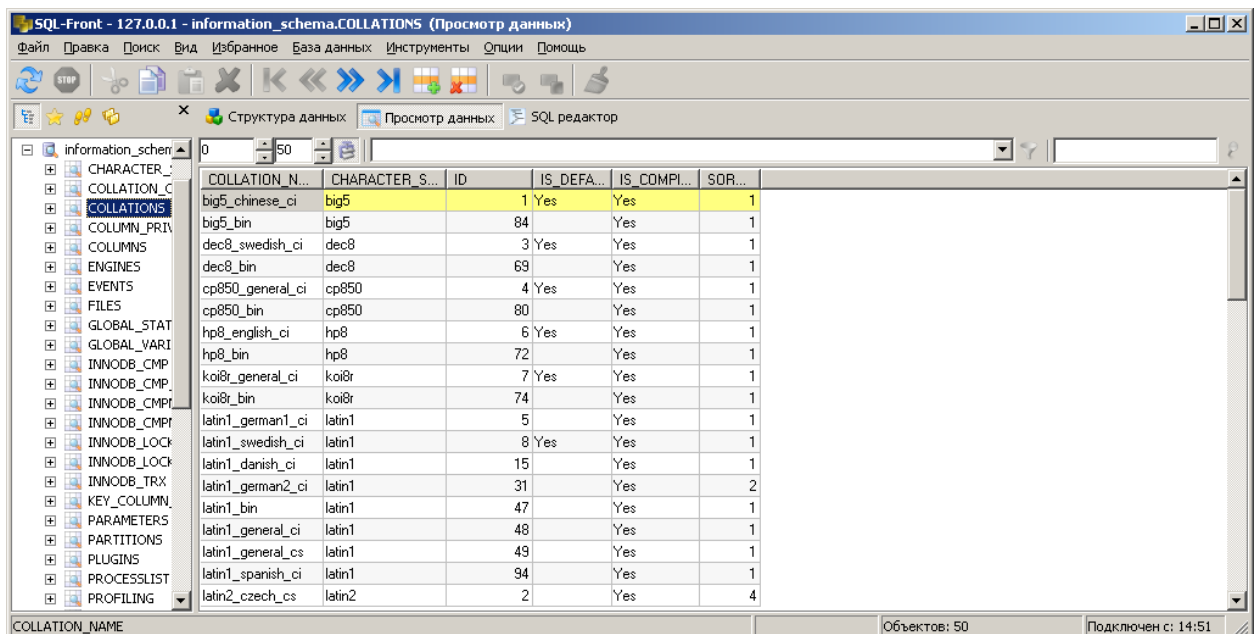 SQL-Front - 127.0.0.1 - information_schema.COLLATIONS (Просмотр данных)
Файл Правка Поиск Вид Избранное База данных Инструменты Опции Помощь
STOP
Структура данных Просмотр данных SQL редактор
information_schem 0 50
CHARACTER_
COLLATION_C
COLLATIONS
COLUMN_PRIV
COLUMNS
ENGINES
EVENTS
FILES
GLOBAL_STAT
GLOBAL_VARI
INNODB_CMP
INNODB_CMP_
INNODB_CMPM
INNODB_CMPM
INNODB_LOCK
INNODB_LOCK
INNODB_TRX
KEY_COLUMN_
PARAMETERS
PARTITIONS
PLUGINS
PROCESSLIST
PROFILING
COLLATION_N... CHARACTER_S... ID IS_DEFA... IS_COMPI... SOR...
big5_chinese_ci big5 1 Yes Yes 1
big5_bin big5 84 Yes 1
dec8_swedish_ci dec8 3 Yes Yes 1
dec8_bin dec8 69 Yes 1
cp850_general_ci cp850 4 Yes Yes 1
cp850_bin cp850 80 Yes 1
hp8_english_ci hp8 6 Yes Yes 1
hp8_bin hp8 72 Yes 1
koi8r_general_ci koi8r 7 Yes Yes 1
koi8r_bin koi8r 74 Yes 1
latin1_german1_ci latin1 5 Yes 1
latin1_swedish_ci latin1 8 Yes Yes 1
latin1_danish_ci latin1 15 Yes 1
latin1_german2_ci latin1 31 Yes 2
latin1_bin latin1 47 Yes 1
latin1_general_ci latin1 48 Yes 1
latin1_general_cs latin1 49 Yes 1
latin1_spanish_ci latin1 94 Yes 1
latin2_czech_cs latin2 2 Yes 4
COLLATION_NAME Объектов: 50 Подключен с: 14:51